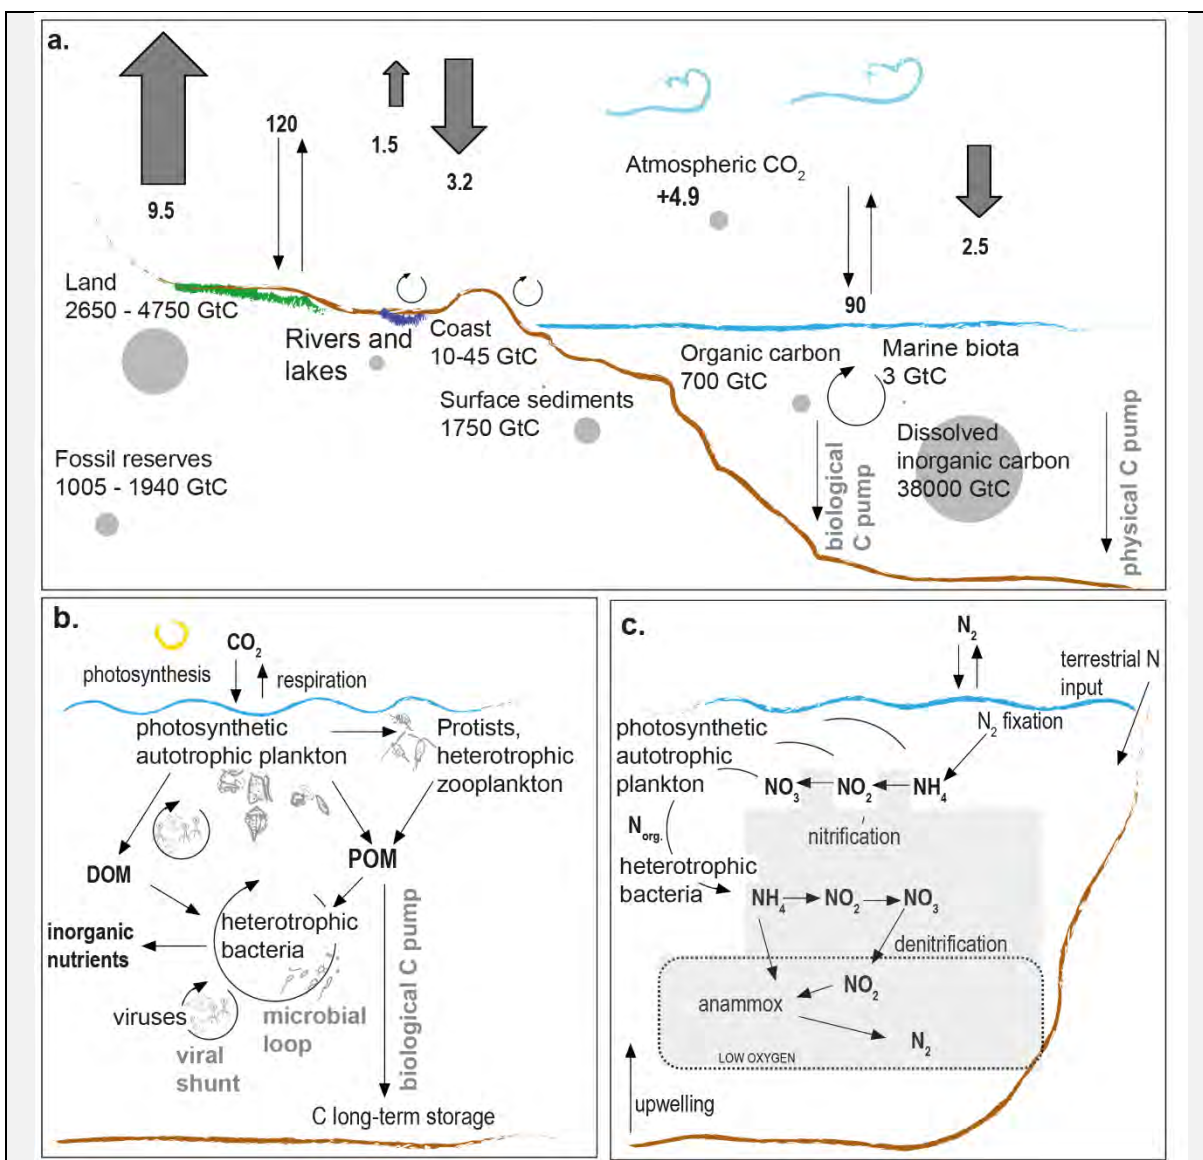 a.
9.5
120
1.5
3.2
Atmospheric CO₂
+4.9
2.5
90
Land
2650 - 4750 GtC
Rivers and
lakes
Coast
10-45 GtC
Surface sediments
1750 GtC
Fossil reserves
1005 - 1940 GtC
Organic carbon
700 GtC
Marine biota
3 GtC
Dissolved
inorganic carbon
38000 GtC
biological
C pump
physical C pump
b.
CO₂
photosynthesis
respiration
photosynthetic
autotrophic plankton
Protists,
heterotrophic
zooplankton
DOM
POM
heterotrophic
bacteria
inorganic
nutrients
viruses
viral
shunt
microbial
loop
biological C pump
C long-term storage
c.
N₂
terrestrial N
input
N₂ fixation
photosynthetic
autotrophic
plankton
NO₃
NO₂
NH₄
nitrification
Norg.
heterotrophic
bacteria
NH₄
NO₂
NO₃
denitrification
NO₂
anammox
N₂
LOW OXYGEN
upwelling